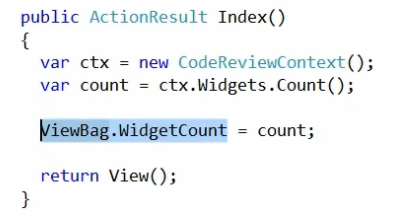 public ActionResult Index()
{
var ctx = new CodeReviewContext();
var count = ctx.Widgets.Count();
ViewBag.WidgetCount = count;
return View();
}